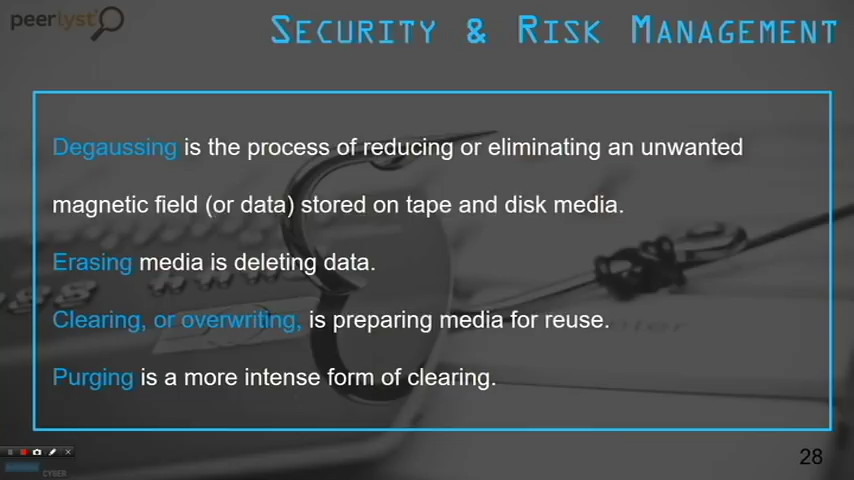 peerlyst
SECURITY & RISK MANAGEMENT
Degaussing is the process of reducing or eliminating an unwanted
magnetic field (or data) stored on tape and disk media.
Erasing media is deleting data.
Clearing, or overwriting, is preparing media for reuse.
Purging is a more intense form of clearing.
CYBER
28